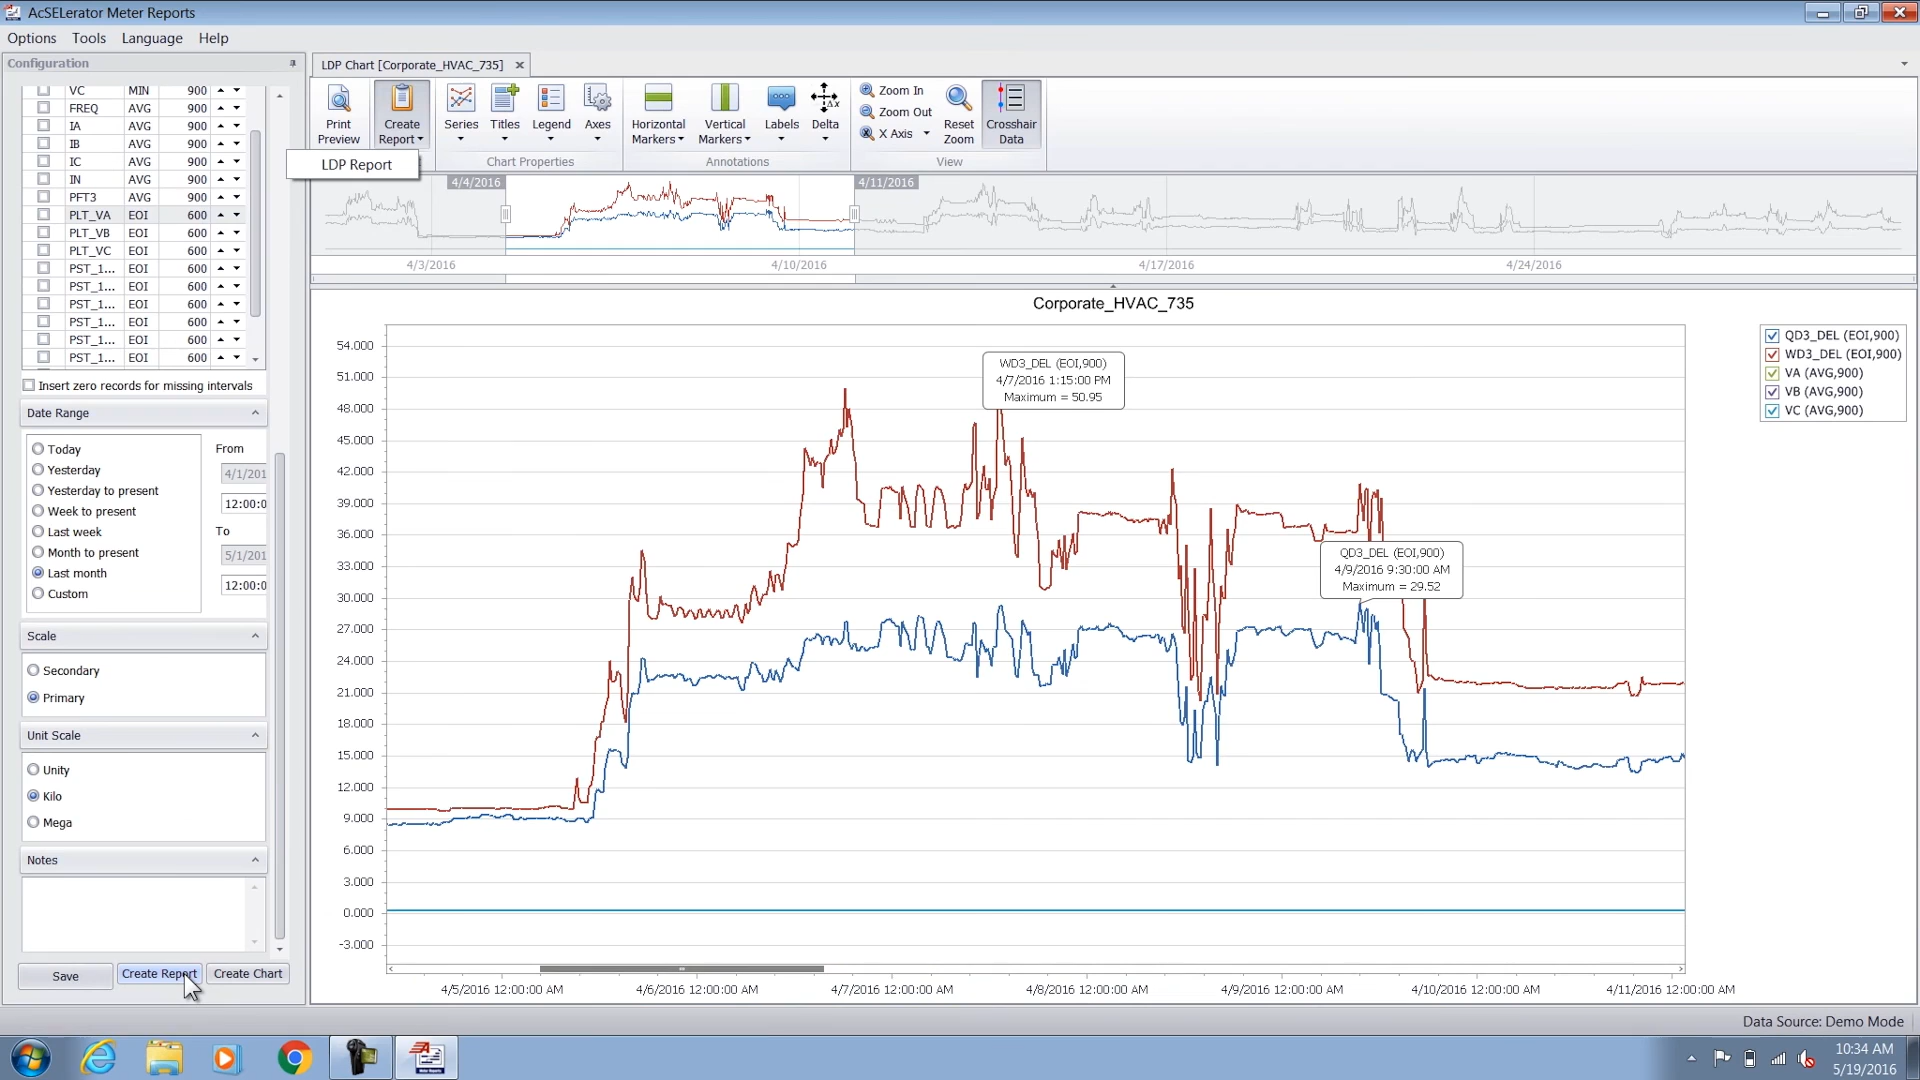 AcSELerator Meter Reports
Options Tools Language Help
Configuration
VC MIN 900
FREQ AVG 900
IA AVG 900
IB AVG 900
IC AVG 900
IN AVG 900
PFT3 AVG 900
PLT_VA EOI 600
PLT_VB EOI 600
PLT_VC EOI 600
PST_1... EOI 600
PST_1... EOI 600
PST_1... EOI 600
PST_1... EOI 600
PST_1... EOI 600
PST_1... EOI 600
Insert zero records for missing intervals
Date Range
Today
Yesterday
Yesterday to present
Week to present
Last week
Month to present
Last month
Custom
From
4/1/201
12:00:0
To
5/1/201
12:00:0
Scale
Secondary
Primary
Unit Scale
Unity
Kilo
Mega
Notes
Save Create Report Create Chart
LDP Chart [Corporate_HVAC_735]
Print Preview
Create Report
Series
Titles
Legend
Axes
Chart Properties
Horizontal Markers
Vertical Markers
Labels
Delta
Annotations
Zoom In
Zoom Out
X Axis
Reset Zoom
Crosshair Data
View
LDP Report
4/4/2016 4/11/2016
4/3/2016 4/10/2016 4/17/2016 4/24/2016
Corporate_HVAC_735
54.000
51.000
48.000
45.000
42.000
39.000
36.000
33.000
30.000
27.000
24.000
21.000
18.000
15.000
12.000
9.000
6.000
3.000
0.000
-3.000
WD3_DEL (EOI,900)
4/7/2016 1:15:00 PM
Maximum = 50.95
QD3_DEL (EOI,900)
4/9/2016 9:30:00 AM
Maximum = 29.52
QD3_DEL (EOI,900)
WD3_DEL (EOI,900)
VA (AVG,900)
VB (AVG,900)
VC (AVG,900)
4/5/2016 12:00:00 AM 4/6/2016 12:00:00 AM 4/7/2016 12:00:00 AM 4/8/2016 12:00:00 AM 4/9/2016 12:00:00 AM 4/10/2016 12:00:00 AM 4/11/2016 12:00:00 AM
Data Source: Demo Mode
10:34 AM
5/19/2016